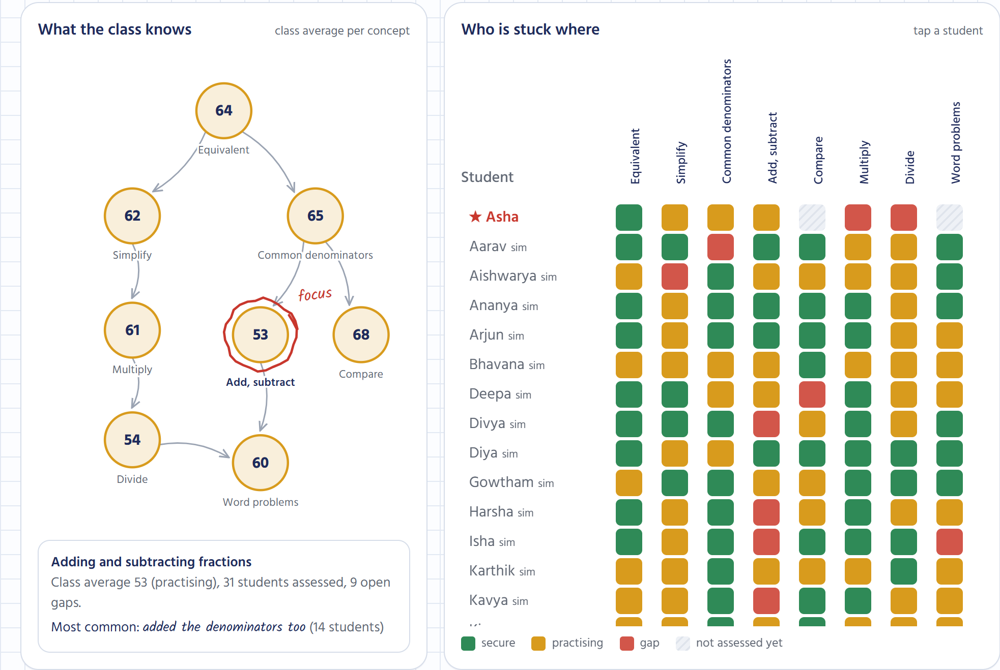 What the class knows
class average per concept
64
Equivalent
62
65
Simplify
Common denominators
focus
61
53
68
Multiply
Add, subtract
Compare
54
60
Divide
Word problems
Adding and subtracting fractions
Class average 53 (practising), 31 students assessed, 9 open
gaps.
Most common: added the denominators too (14 students)
Who is stuck where
tap a student
Student
Equivalent
Simplify
Common denominators
Add, subtract
Compare
Multiply
Divide
Word problems
★ Asha
Aarav sim
Aishwarya sim
Ananya sim
Arjun sim
Bhavana sim
Deepa sim
Divya sim
Diya sim
Gowtham sim
Harsha sim
Isha sim
Karthik sim
Kavya sim
secure
practising
gap
not assessed yet